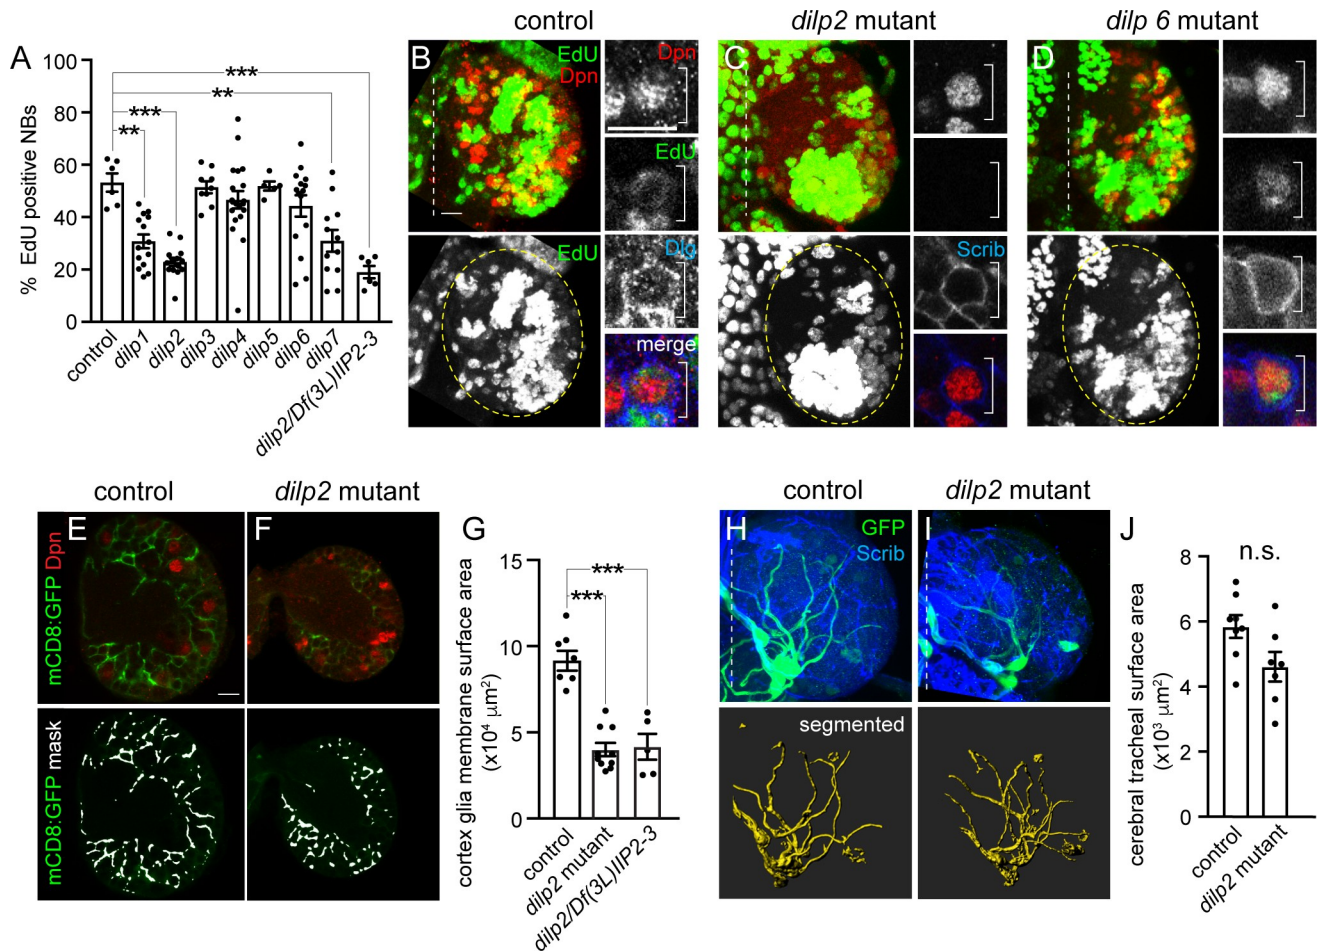 control
dilp2 mutant
dilp 6 mutant
A
% EdU positive NBs
100
80
60
40
20
0
***
**
***
**
control
dilp1
dilp2
dilp3
dilp4
dilp5
dilp6
dilp7
dilp2/Df(3L)IIP2-3
B
EdU
Dpn
Dpn
EdU
EdU
Dlg
merge
C
Scrib
D
control
dilp2 mutant
E
mCD8:GFP Dpn
mCD8:GFP mask
F
G
cortex glia membrane surface area
(x10⁴ µm²)
15
10
5
0
***
***
control
dilp2 mutant
dilp2/Df(3L)IIP2-3
control
dilp2 mutant
H
GFP
Scrib
I
segmented
J
cerebral tracheal surface area
(x10³ µm²)
8
6
4
2
0
n.s.
control
dilp2 mutant